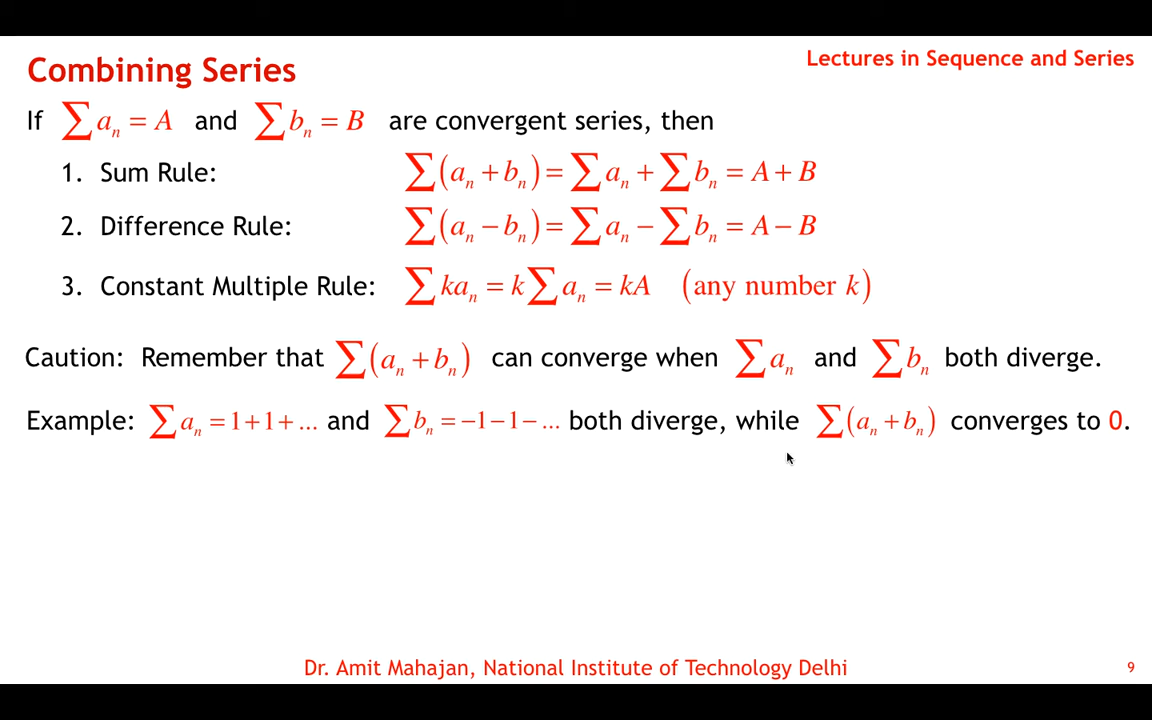 Lectures in Sequence and Series
Combining Series
If ∑ aₙ = A and ∑ bₙ = B are convergent series, then
1. Sum Rule: ∑(aₙ + bₙ) = ∑ aₙ + ∑ bₙ = A + B
2. Difference Rule: ∑(aₙ − bₙ) = ∑ aₙ − ∑ bₙ = A − B
3. Constant Multiple Rule: ∑ kaₙ = k∑ aₙ = kA (any number k)
Caution: Remember that ∑(aₙ + bₙ) can converge when ∑ aₙ and ∑ bₙ both diverge.
Example: ∑ aₙ = 1+1+ ... and ∑ bₙ = −1−1− ... both diverge, while ∑(aₙ + bₙ) converges to 0.
Dr. Amit Mahajan, National Institute of Technology Delhi
9